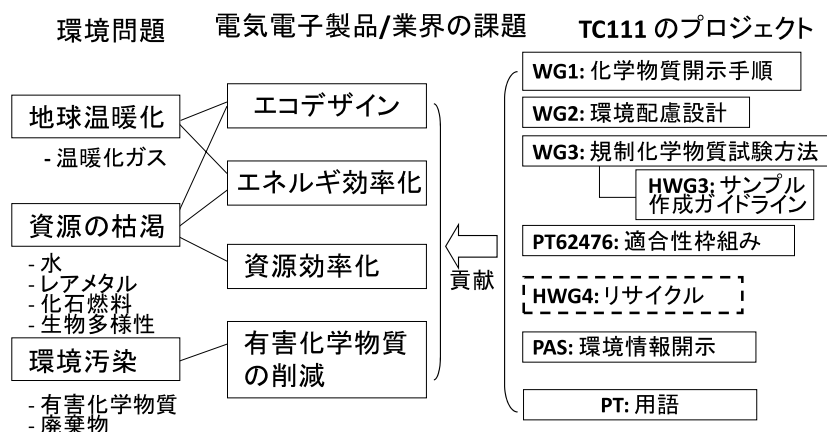 環境問題
電気電子製品/業界の課題
TC111 のプロジェクト
地球温暖化
- 温暖化ガス
資源の枯渇
- 水
- レアメタル
- 化石燃料
- 生物多様性
環境汚染
- 有害化学物質
- 廃棄物
エコデザイン
エネルギ効率化
資源効率化
有害化学物質
の削減
貢献
WG1: 化学物質開示手順
WG2: 環境配慮設計
WG3: 規制化学物質試験方法
HWG3: サンプル
作成ガイドライン
PT62476: 適合性枠組み
HWG4: リサイクル
PAS: 環境情報開示
PT: 用語